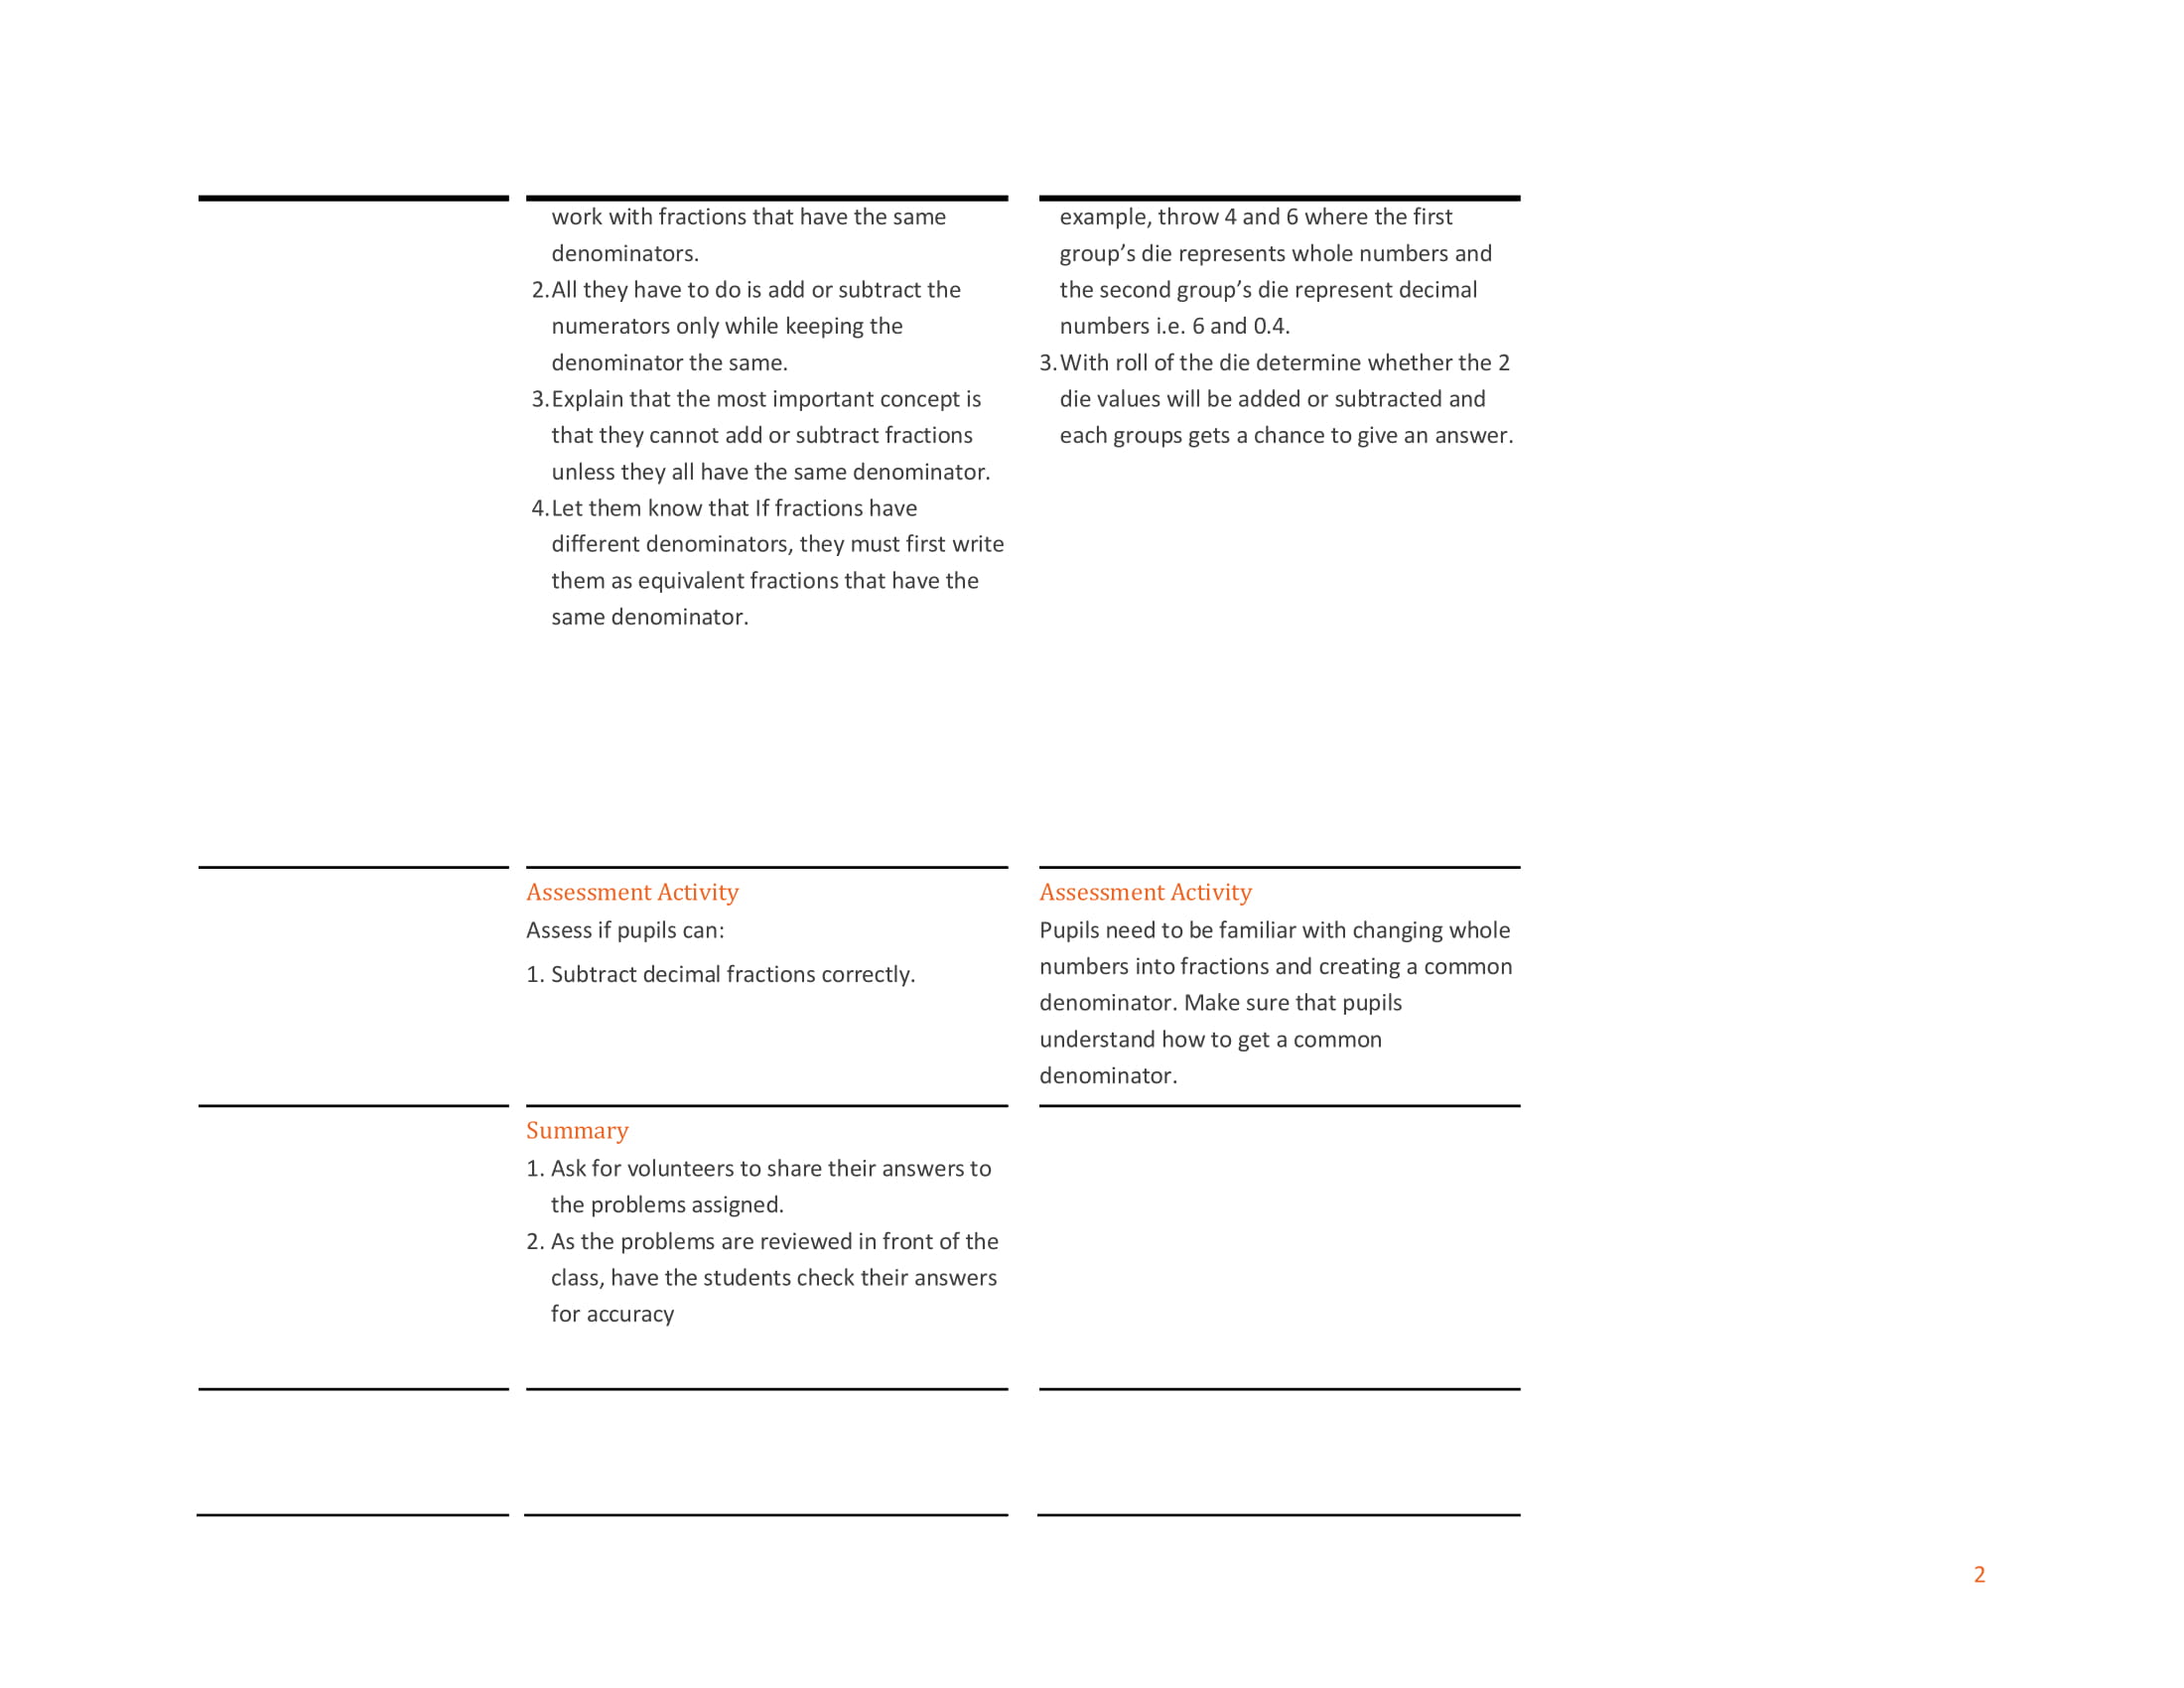 work with fractions that have the same
denominators.
2.All they have to do is add or subtract the
numerators only while keeping the
denominator the same.
3.Explain that the most important concept is
that they cannot add or subtract fractions
unless they all have the same denominator.
4.Let them know that If fractions have
different denominators, they must first write
them as equivalent fractions that have the
same denominator.
example, throw 4 and 6 where the first
group’s die represents whole numbers and
the second group’s die represent decimal
numbers i.e. 6 and 0.4.
3.With roll of the die determine whether the 2
die values will be added or subtracted and
each groups gets a chance to give an answer.
Assessment Activity
Assess if pupils can:
1. Subtract decimal fractions correctly.
Assessment Activity
Pupils need to be familiar with changing whole
numbers into fractions and creating a common
denominator. Make sure that pupils
understand how to get a common
denominator.
Summary
1. Ask for volunteers to share their answers to
the problems assigned.
2. As the problems are reviewed in front of the
class, have the students check their answers
for accuracy
2